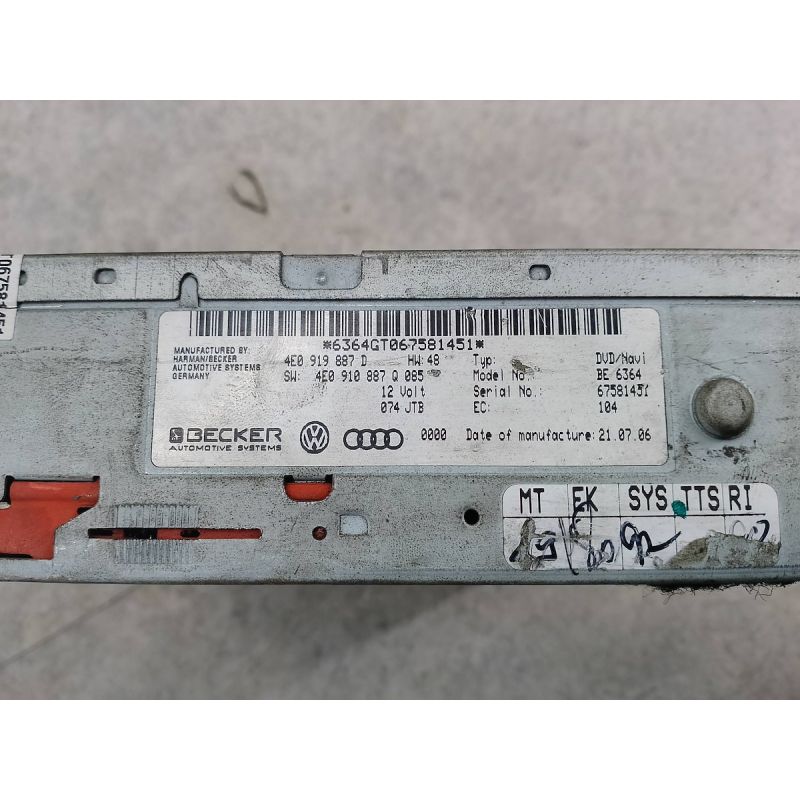 T067581451
*6364GT067581451*
MANUFACTURED BY:
HARMAN/BECKER
AUTOMOTIVE SYSTEMS
GERMANY
4E0 919 887 D HW: 48 Typ: DVD/Navi
SW: 4E0 910 887 Q 085 Model No.: BE 6364
12 Volt Serial No.: 67581451
074 JTB EC: 104
BECKER
AUTOMOTIVE SYSTEMS
0000 Date of manufacture: 21.07.06
MT EK SYS TTS RI